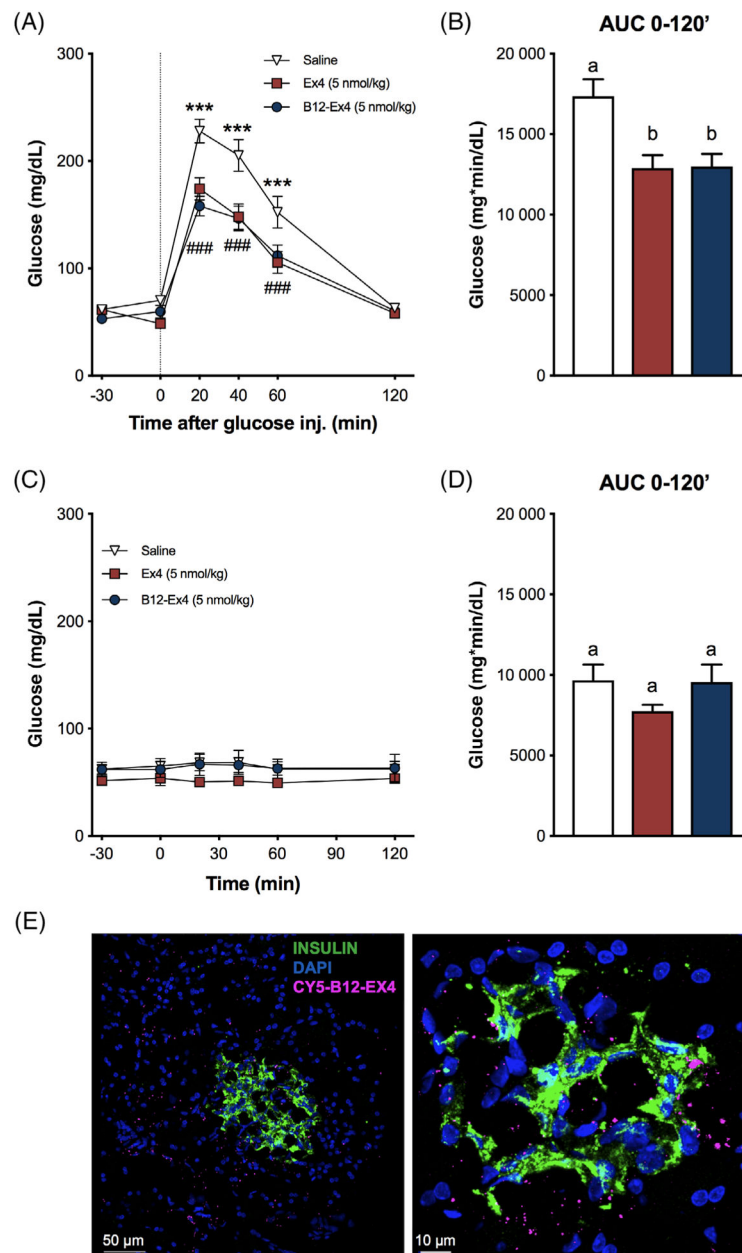 (A)
300
200
100
0
Glucose (mg/dL)
Saline
Ex4 (5 nmol/kg)
B12-Ex4 (5 nmol/kg)
***
***
***
###
###
###
-30
0
20
40
60
120
Time after glucose inj. (min)
(B)
AUC 0-120'
20 000
15 000
10 000
5000
0
Glucose (mg*min/dL)
a
b
b
(C)
300
200
100
0
Glucose (mg/dL)
Saline
Ex4 (5 nmol/kg)
B12-Ex4 (5 nmol/kg)
-30
0
30
60
90
120
Time (min)
(D)
AUC 0-120'
20 000
15 000
10 000
5000
0
Glucose (mg*min/dL)
a
a
a
(E)
INSULIN
DAPI
CY5-B12-EX4
50 µm
10 µm